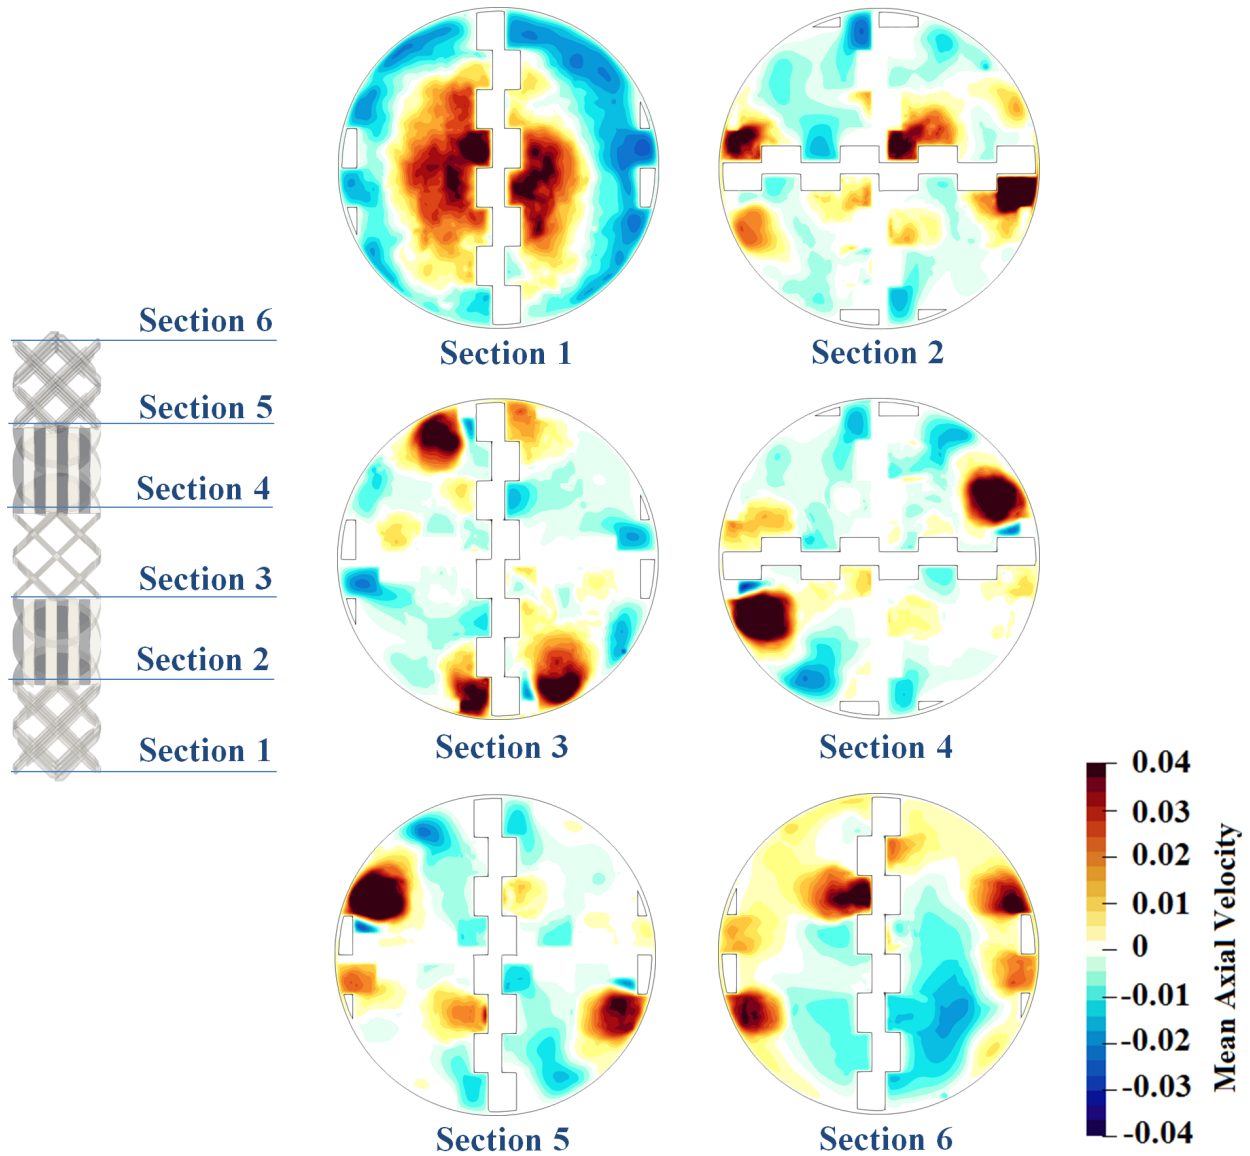 Section 6
Section 5
Section 4
Section 3
Section 2
Section 1
Section 1
Section 2
Section 3
Section 4
Section 5
Section 6
0.04
0.03
0.02
0.01
0
-0.01
-0.02
-0.03
-0.04
Mean Axial Velocity